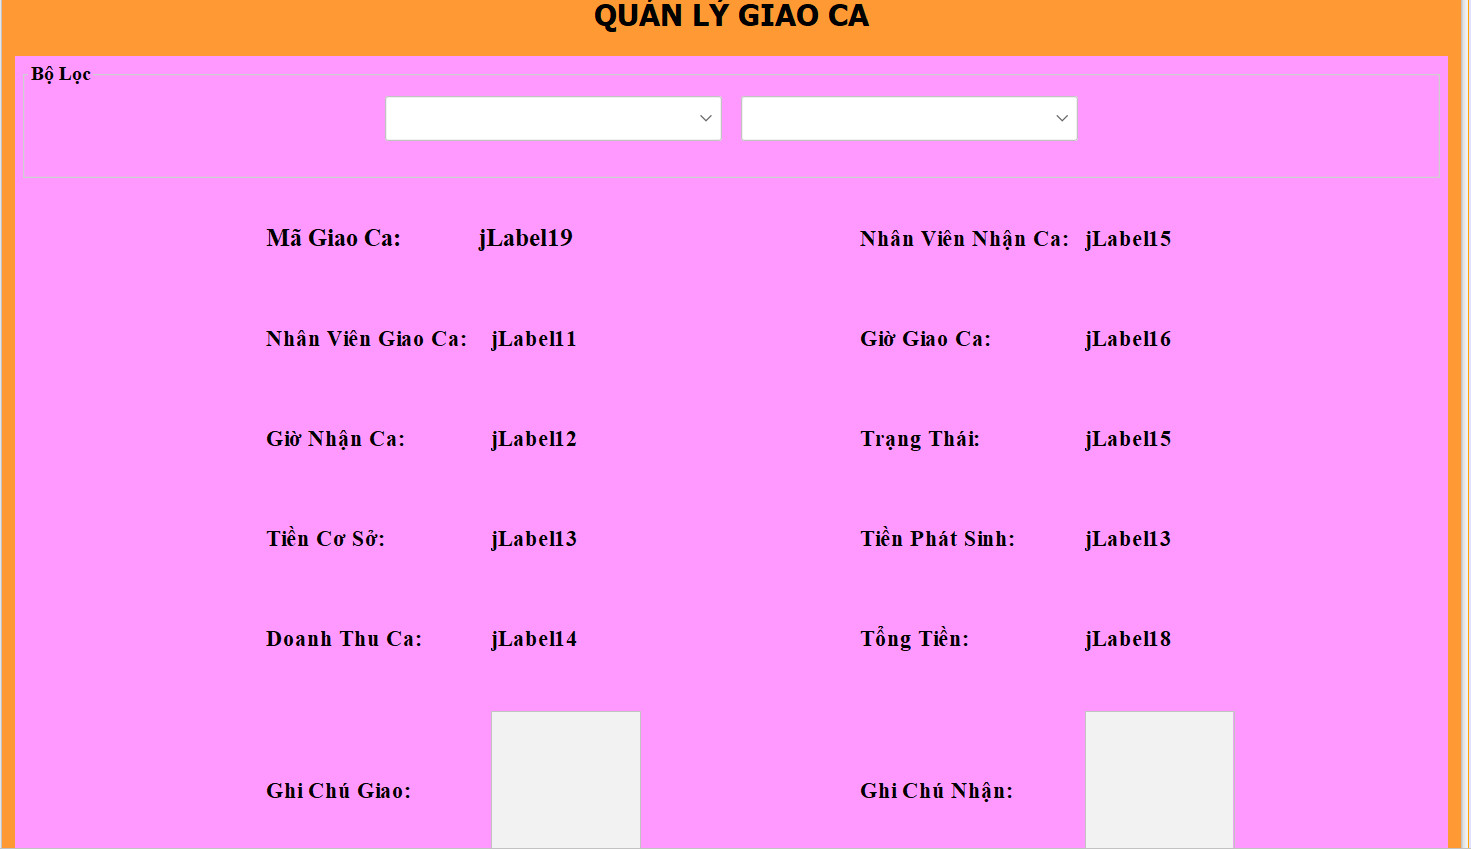 QUẢN LÝ GIAO CA
Bộ Lọc
Mã Giao Ca: jLabel19 Nhân Viên Nhận Ca: jLabel15
Nhân Viên Giao Ca: jLabel11 Giờ Giao Ca: jLabel16
Giờ Nhận Ca: jLabel12 Trạng Thái: jLabel15
Tiền Cơ Sở: jLabel13 Tiền Phát Sinh: jLabel13
Doanh Thu Ca: jLabel14 Tổng Tiền: jLabel18
Ghi Chú Giao: Ghi Chú Nhận: